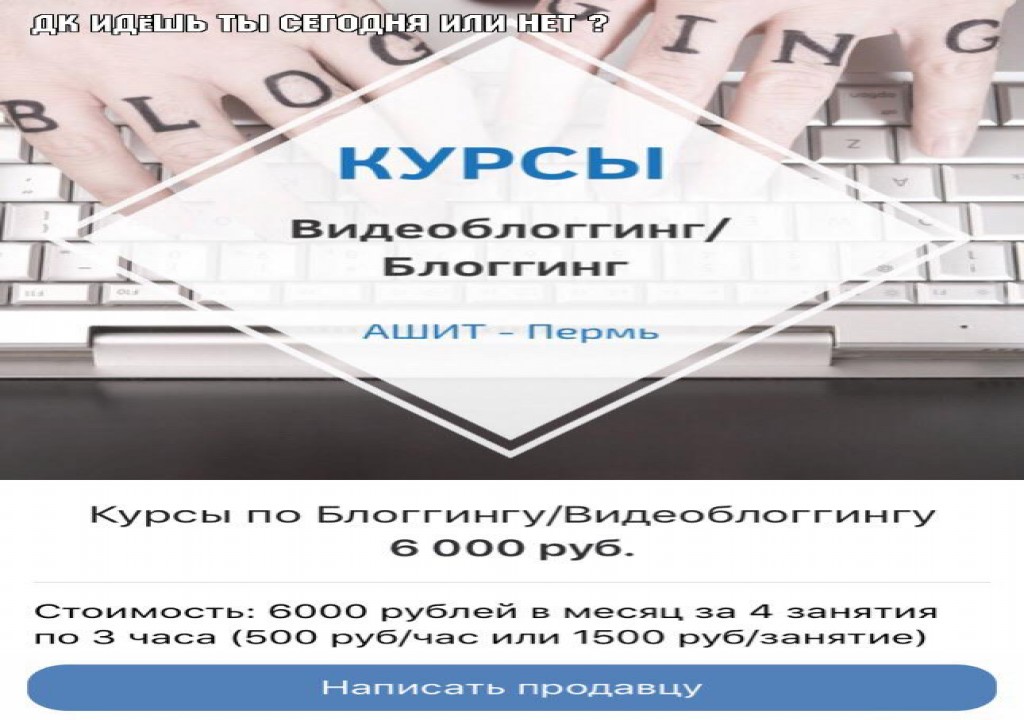 ДК ИДЁШЬ ТЫ СЕГОДНЯ ИЛИ НЕТ ?
BLOGGING
КУРСЫ
Видеоблоггинг/
Блоггинг
АШИТ - Пермь
Курсы по Блоггингу/Видеоблоггингу
6 000 руб.
Стоимость: 6000 рублей в месяц за 4 занятия
по 3 часа (500 руб/час или 1500 руб/занятие)
Написать продавцу